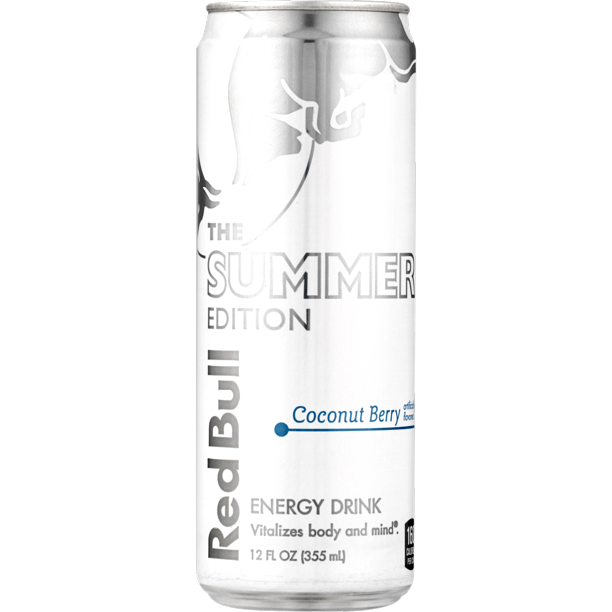 THE
SUMMER
EDITION
Red Bull
Coconut Berry
ENERGY DRINK
Vitalizes body and mind®.
12 FL OZ (355 mL)